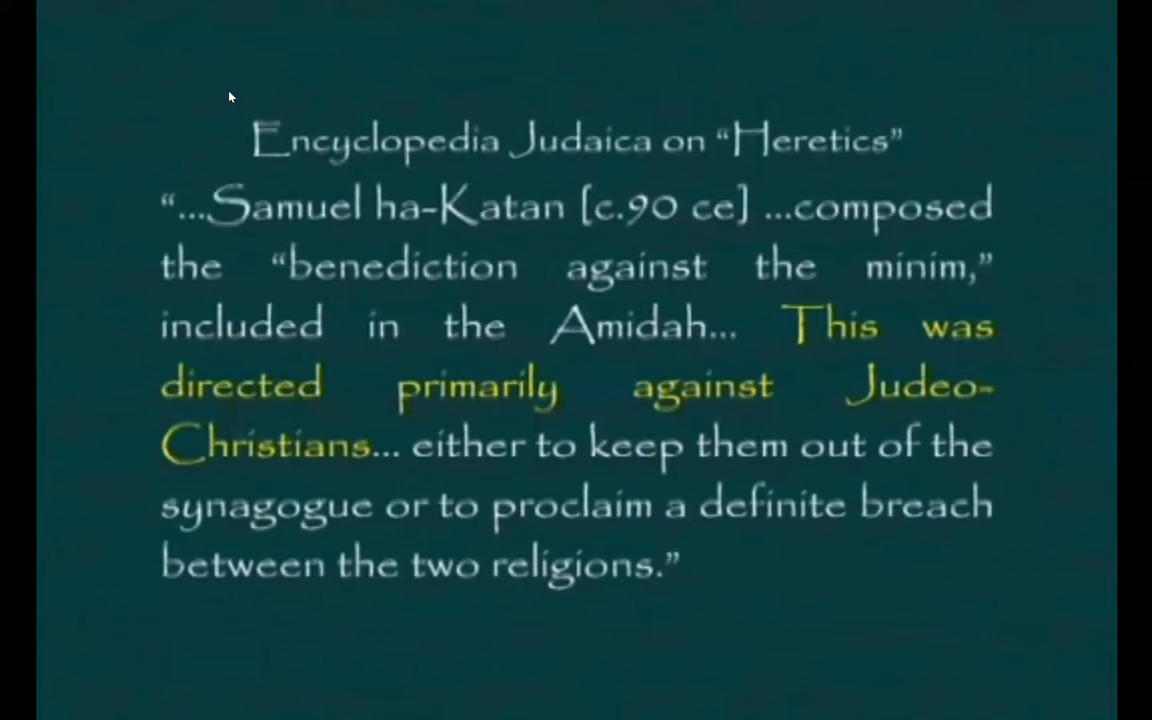 Encyclopedia Judaica on “Heretics”
“...Samuel ha-Katan [c.90 ce] ...composed
the “benediction against the minim,”
included in the Amidah... This was
directed primarily against Judeo-
Christians... either to keep them out of the
synagogue or to proclaim a definite breach
between the two religions.”